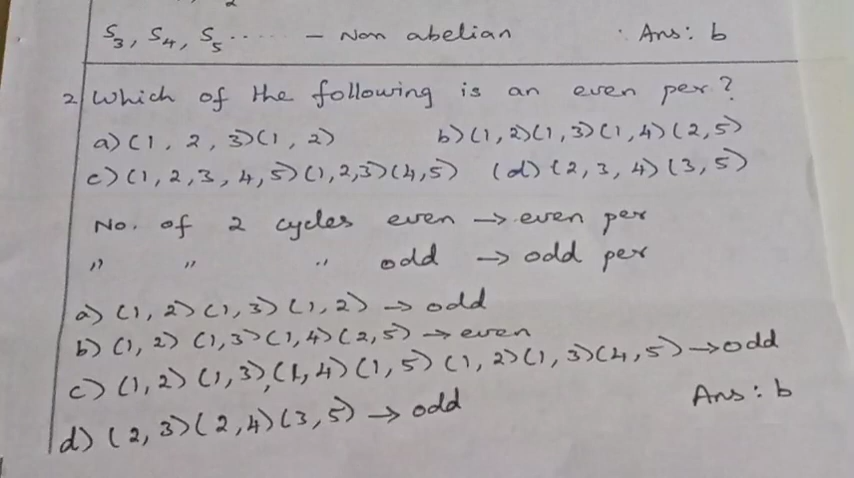 S3, S4, S5 ..... - Non abelian Ans: b
2) Which of the following is an even per?
a) (1, 2, 3)(1, 2) b) (1, 2)(1, 3)(1, 4)(2, 5)
c) (1, 2, 3, 4, 5)(1, 2, 3)(4, 5) (d) (2, 3, 4)(3, 5)
No. of 2 cycles even → even per
" " " odd → odd per
a) (1, 2)(1, 3)(1, 2) → odd
b) (1, 2) (1, 3)(1, 4)(2, 5) → even
c) (1, 2) (1, 3), (1, 4) (1, 5) (1, 2)(1, 3)(4, 5) → odd
d) (2, 3)(2, 4)(3, 5) → odd Ans: b